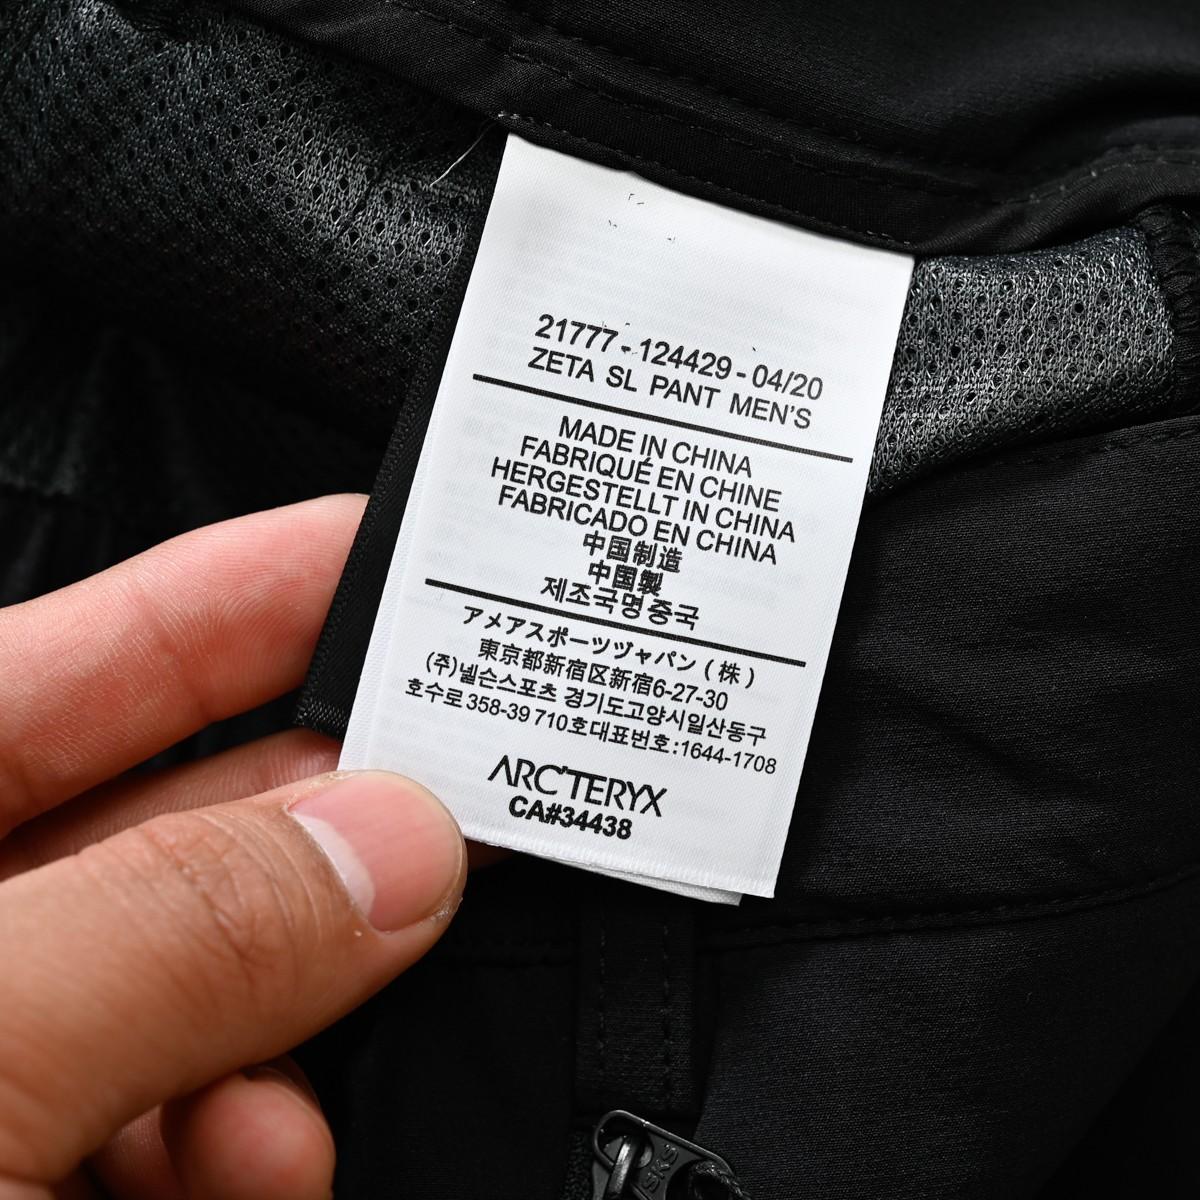 21777 - 124429 - 04/20
ZETA SL PANT MEN'S
MADE IN CHINA
FABRIQUÉ EN CHINE
HERGESTELLT IN CHINA
FABRICADO EN CHINA
中国制造
中国製
제조국명 중국
アメアスポーツヅャパン ( 株 )
東京都新宿区新宿6-27-30
(주)넬슨스포츠 경기도고양시일산동구
호수로 358-39 710호대표번호:1644-1708
ARC'TERYX
CA#34438